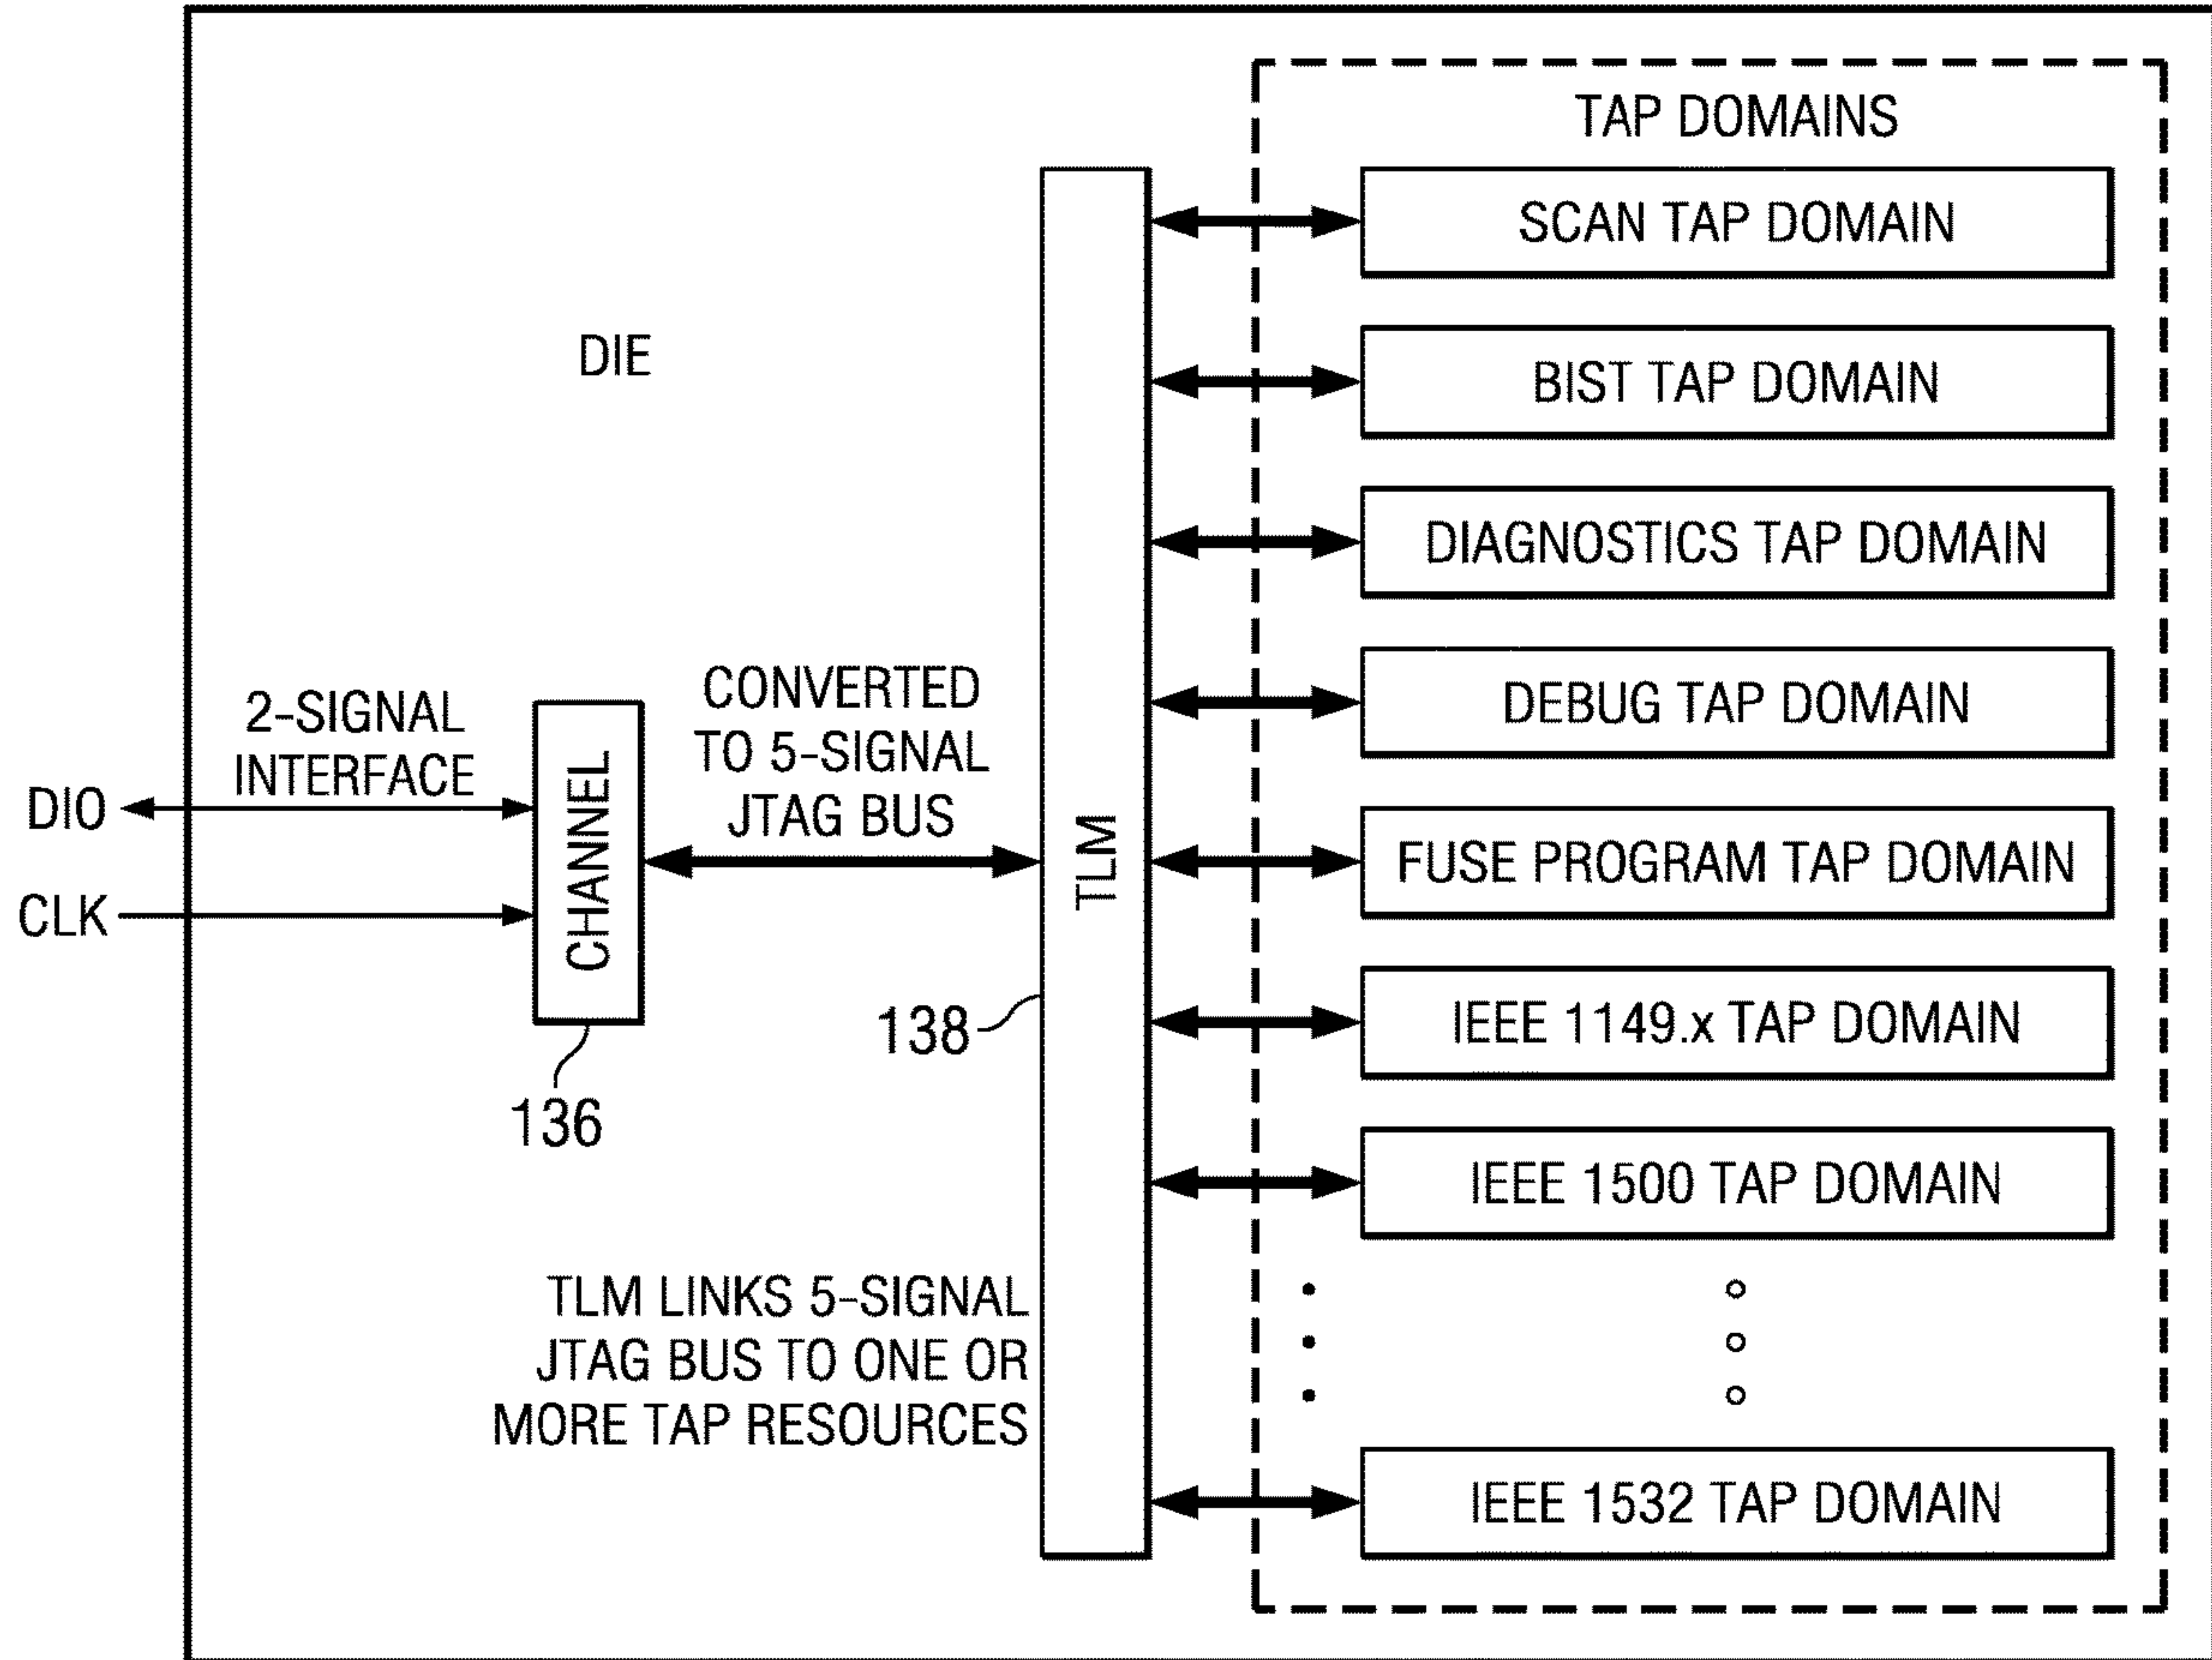 TAP DOMAINS
SCAN TAP DOMAIN
DIE
BIST TAP DOMAIN
DIAGNOSTICS TAP DOMAIN
DEBUG TAP DOMAIN
2-SIGNAL
INTERFACE
CONVERTED
TO 5-SIGNAL
JTAG BUS
DIO
CLK
CHANNEL
TLM
FUSE PROGRAM TAP DOMAIN
138
IEEE 1149.x TAP DOMAIN
136
IEEE 1500 TAP DOMAIN
TLM LINKS 5-SIGNAL
JTAG BUS TO ONE OR
MORE TAP RESOURCES
IEEE 1532 TAP DOMAIN